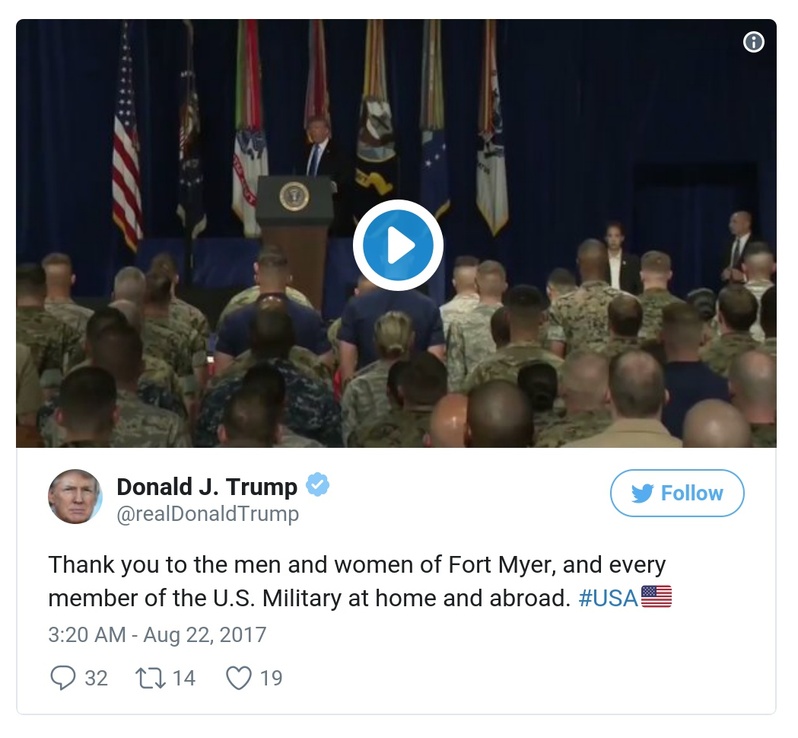 Donald J. Trump
@realDonaldTrump
Follow
Thank you to the men and women of Fort Myer, and every
member of the U.S. Military at home and abroad. #USA🇺🇸
3:20 AM - Aug 22, 2017
32 14 19